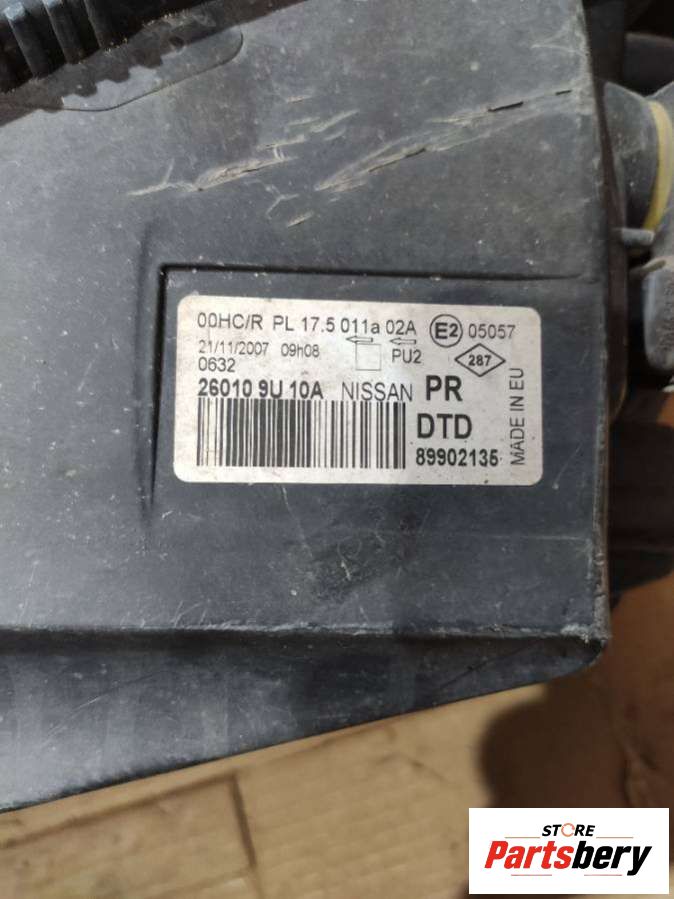 00HC/R PL 17.5 011a 02A E2 05057
21/11/2007 09h08 PU2 287
0632
26010 9U 10A NISSAN PR
DTD
89902135
MADE IN EU
STORE
Partsbery